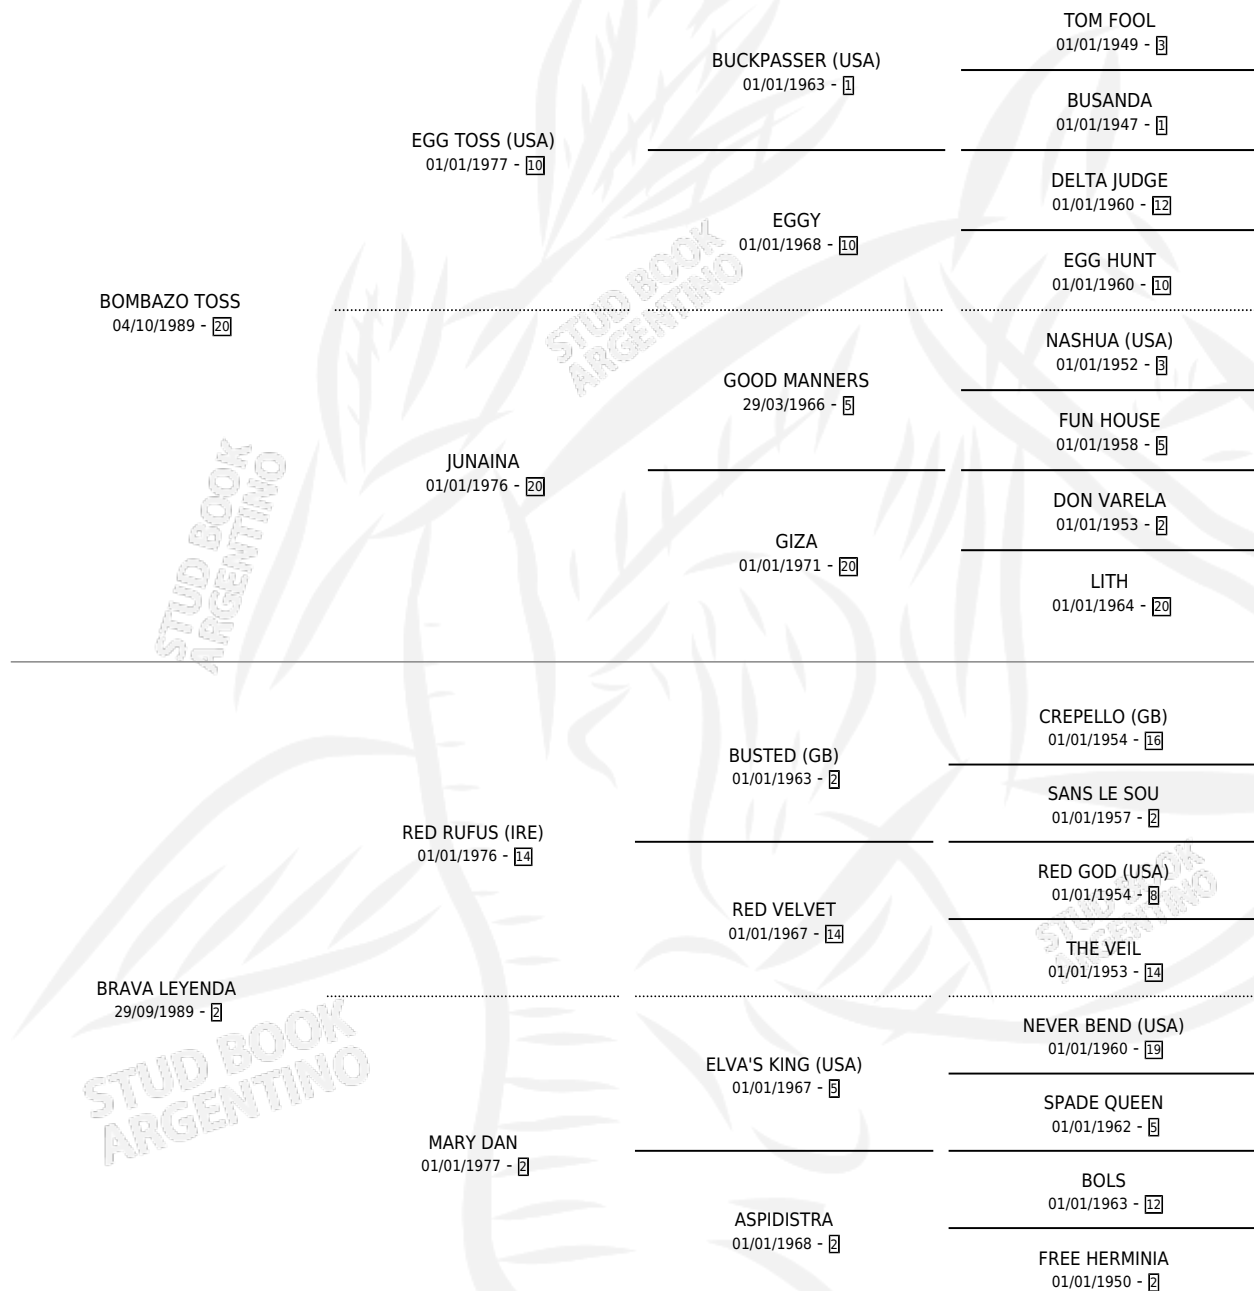 TOM FOOL
01/01/1949 - 3
BUCKPASSER (USA)
01/01/1963 - 1
BUSANDA
01/01/1947 - 1
EGG TOSS (USA)
01/01/1977 - 10
DELTA JUDGE
01/01/1960 - 12
EGGY
01/01/1968 - 10
EGG HUNT
01/01/1960 - 10
BOMBAZO TOSS
04/10/1989 - 20
NASHUA (USA)
01/01/1952 - 3
GOOD MANNERS
29/03/1966 - 5
FUN HOUSE
01/01/1958 - 5
JUNAINA
01/01/1976 - 20
DON VARELA
01/01/1953 - 2
GIZA
01/01/1971 - 20
LITH
01/01/1964 - 20
CREPELLO (GB)
01/01/1954 - 16
BUSTED (GB)
01/01/1963 - 2
SANS LE SOU
01/01/1957 - 2
RED RUFUS (IRE)
01/01/1976 - 14
RED GOD (USA)
01/01/1954 - 8
RED VELVET
01/01/1967 - 14
THE VEIL
01/01/1953 - 14
BRAVA LEYENDA
29/09/1989 - 2
NEVER BEND (USA)
01/01/1960 - 19
ELVA'S KING (USA)
01/01/1967 - 5
SPADE QUEEN
01/01/1962 - 5
MARY DAN
01/01/1977 - 2
BOLS
01/01/1963 - 12
ASPIDISTRA
01/01/1968 - 2
FREE HERMINIA
01/01/1950 - 2
STUD BOOK
ARGENTINO
STUD BOOK
ARGENTINO
STUD BOOK
ARGENTINO
STUD BOOK
ARGENTINO